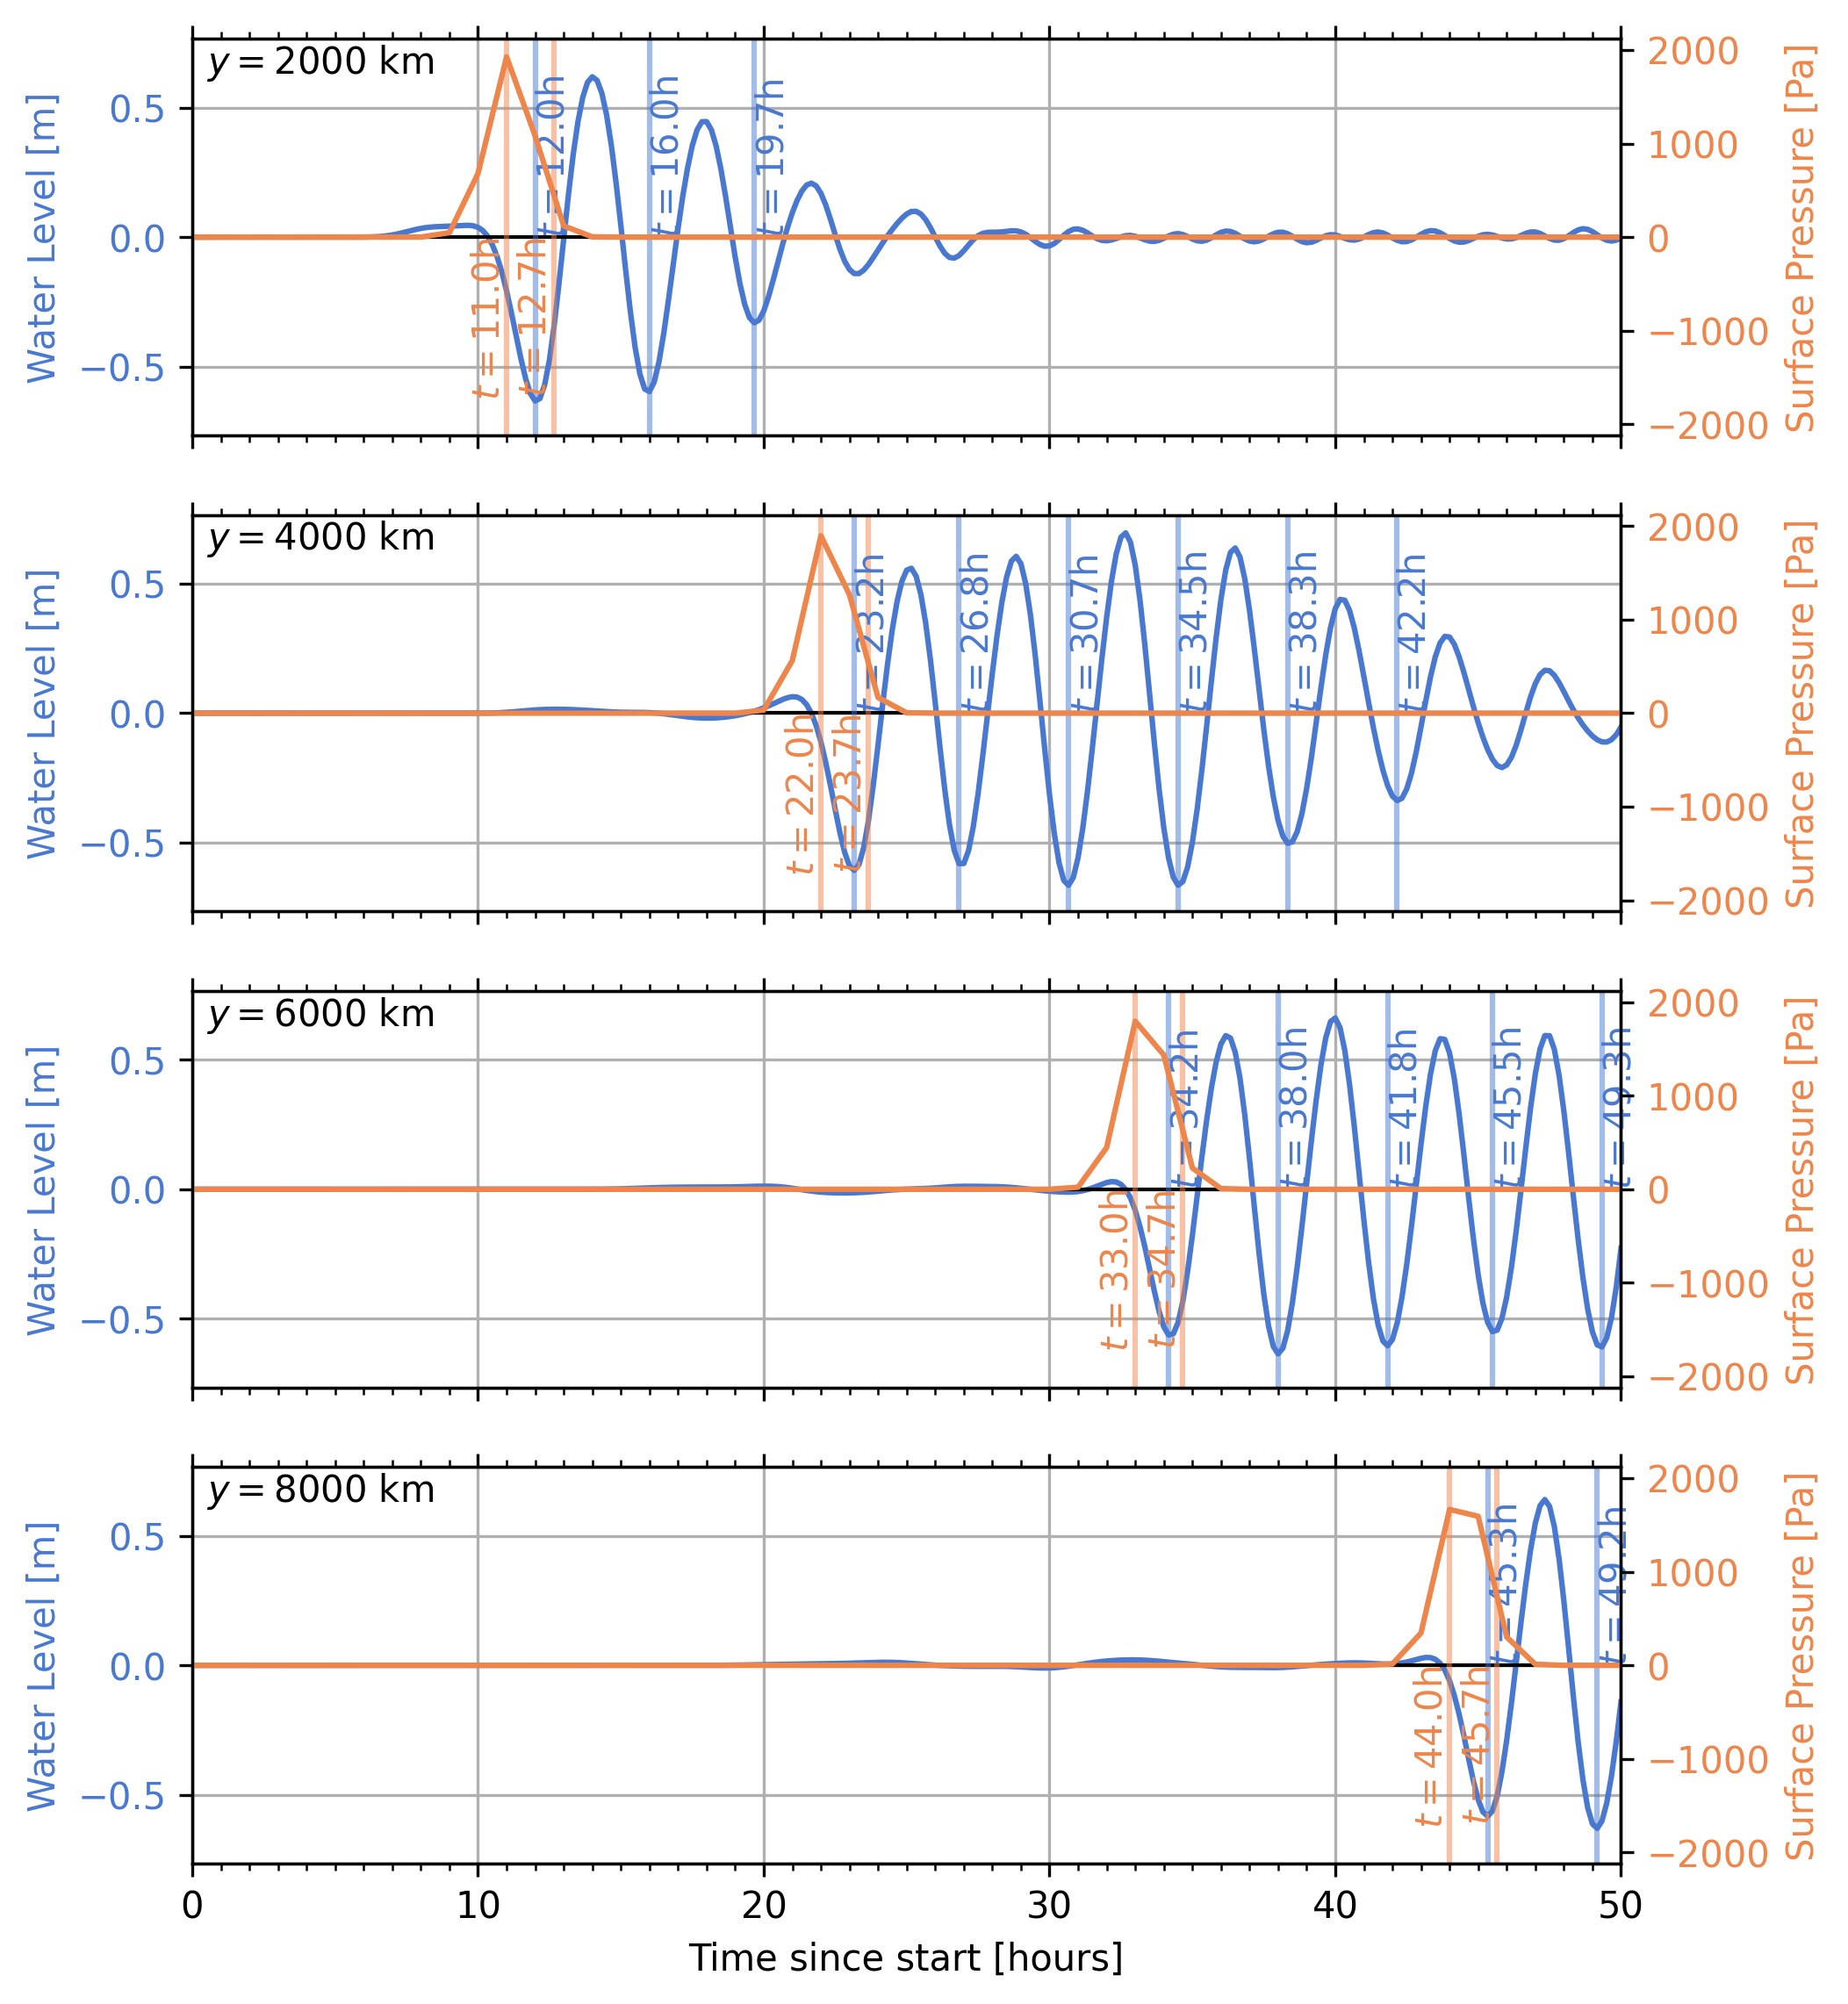 y = 2000 km
Water Level [m]
0.5
0.0
−0.5
t = 11.0h
t = 12.7h
t = 12.0h
t = 16.0h
t = 19.7h
2000
1000
0
−1000
−2000
Surface Pressure [Pa]
y = 4000 km
Water Level [m]
0.5
0.0
−0.5
t = 22.0h
t = 23.7h
t = 23.2h
t = 26.8h
t = 30.7h
t = 34.5h
t = 38.3h
t = 42.2h
2000
1000
0
−1000
−2000
Surface Pressure [Pa]
y = 6000 km
Water Level [m]
0.5
0.0
−0.5
t = 33.0h
t = 34.7h
t = 34.2h
t = 38.0h
t = 41.8h
t = 45.5h
t = 49.3h
2000
1000
0
−1000
−2000
Surface Pressure [Pa]
y = 8000 km
Water Level [m]
0.5
0.0
−0.5
t = 44.0h
t = 45.7h
t = 45.3h
t = 49.2h
2000
1000
0
−1000
−2000
Surface Pressure [Pa]
0 10 20 30 40 50
Time since start [hours]